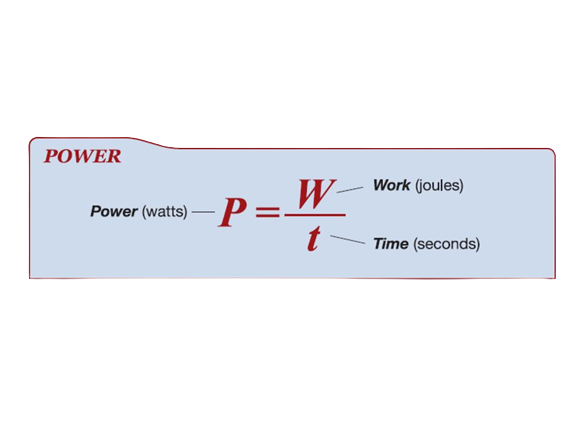 POWER
Power (watts)
P = W / t
Work (joules)
Time (seconds)